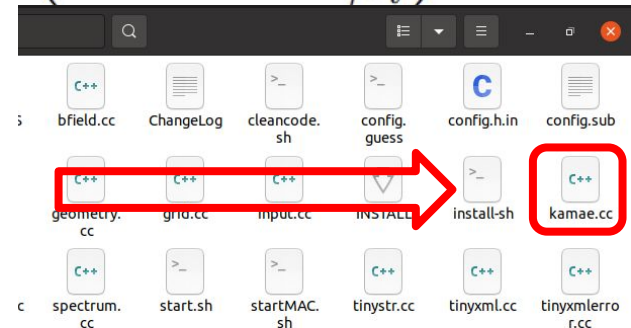 C++ >_ >_ C
S bfield.cc ChangeLog cleancode. config. config.h.in config.sub
sh guess
C++ C++ C++ >_ C++
geometry. grid.cc input.cc INSTALL install-sh kamae.cc
cc
C++ >_ >_ C++ C++ C++
c spectrum. start.sh startMAC. tinystr.cc tinyxml.cc tinyxmlerro
cc sh r.cc